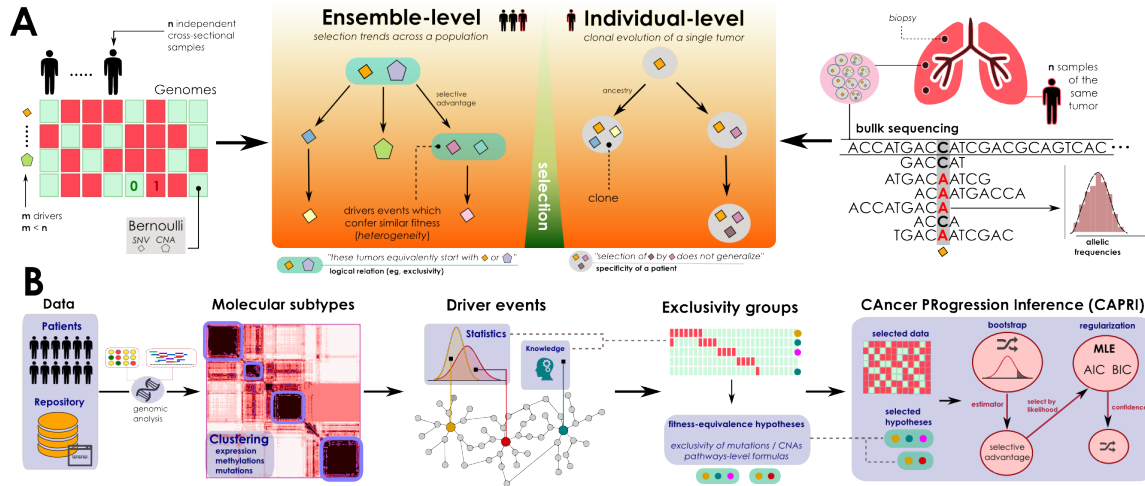 A
n independent
cross-sectional
samples
Genomes
0 1
m drivers
m < n
Bernoulli
SNV CNA
Ensemble-level
selection trends across a population
selective
advantage
drivers events which
confer similar fitness
(heterogeneity)
selection
Individual-level
clonal evolution of a single tumor
ancestry
clone
"these tumors equivalently start with or "
logical relation (eg, exclusivity)
"selection of by does not generalize"
specificity of a patient
biopsy
n samples
of the
same
tumor
bullk sequencing
ACCATGACCATCGACGCAGTCAC
GACCAT
ATGACAATCG
ACAATGACCA
ACCATGACAA
ACCA
TGACAATCGAC
allelic
frequencies
B
Data
Patients
Repository
genomic
analysis
Molecular subtypes
Clustering
expression
methylations
mutations
Driver events
Statistics
Knowledge
Exclusivity groups
fitness-equivalence hypotheses
exclusivity of mutations / CNAs
pathways-level formulas
CAncer PRogression Inference (CAPRI)
selected data
selected
hypotheses
bootstrap
estimator
selective
advantage
select by
likelihood
regularization
MLE
AIC BIC
confidence